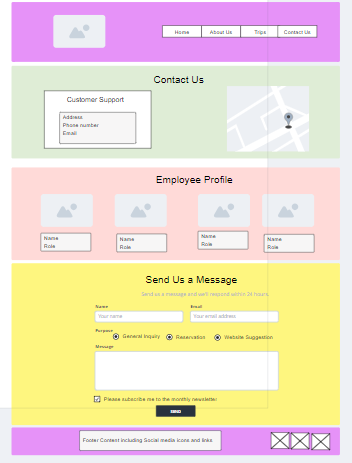 Home About Us Trips Contact Us
Contact Us
Customer Support
Address
Phone number
Email
Employee Profile
Name Name Name Name
Role Role Role Role
Send Us a Message
Send us a message and we'll respond within 24 hours.
Name Email
Your name Your email address
Purpose
General Inquiry Reservation Website Suggestion
Message
Please subscribe me to the monthly newsletter
SEND
Footer Content including Social media icons and links